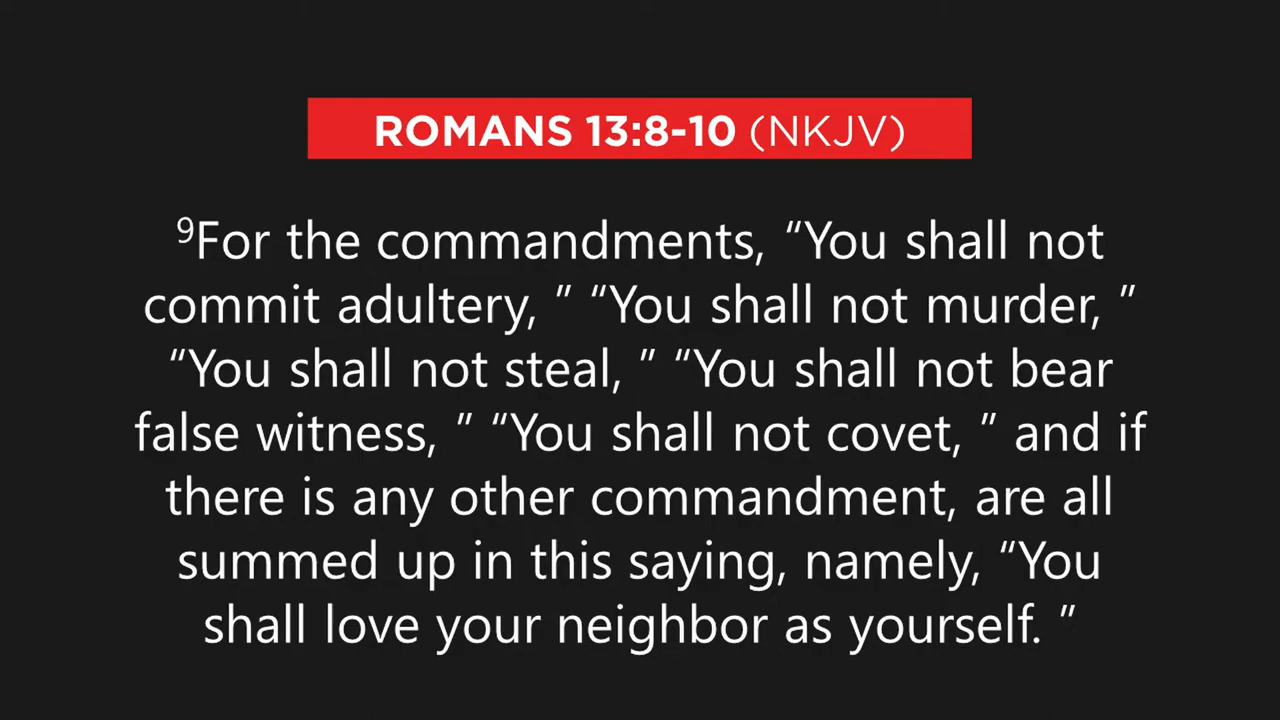 ROMANS 13:8-10 (NKJV)
⁹For the commandments, “You shall not
commit adultery, ” “You shall not murder, ”
“You shall not steal, ” “You shall not bear
false witness, ” “You shall not covet, ” and if
there is any other commandment, are all
summed up in this saying, namely, “You
shall love your neighbor as yourself. ”